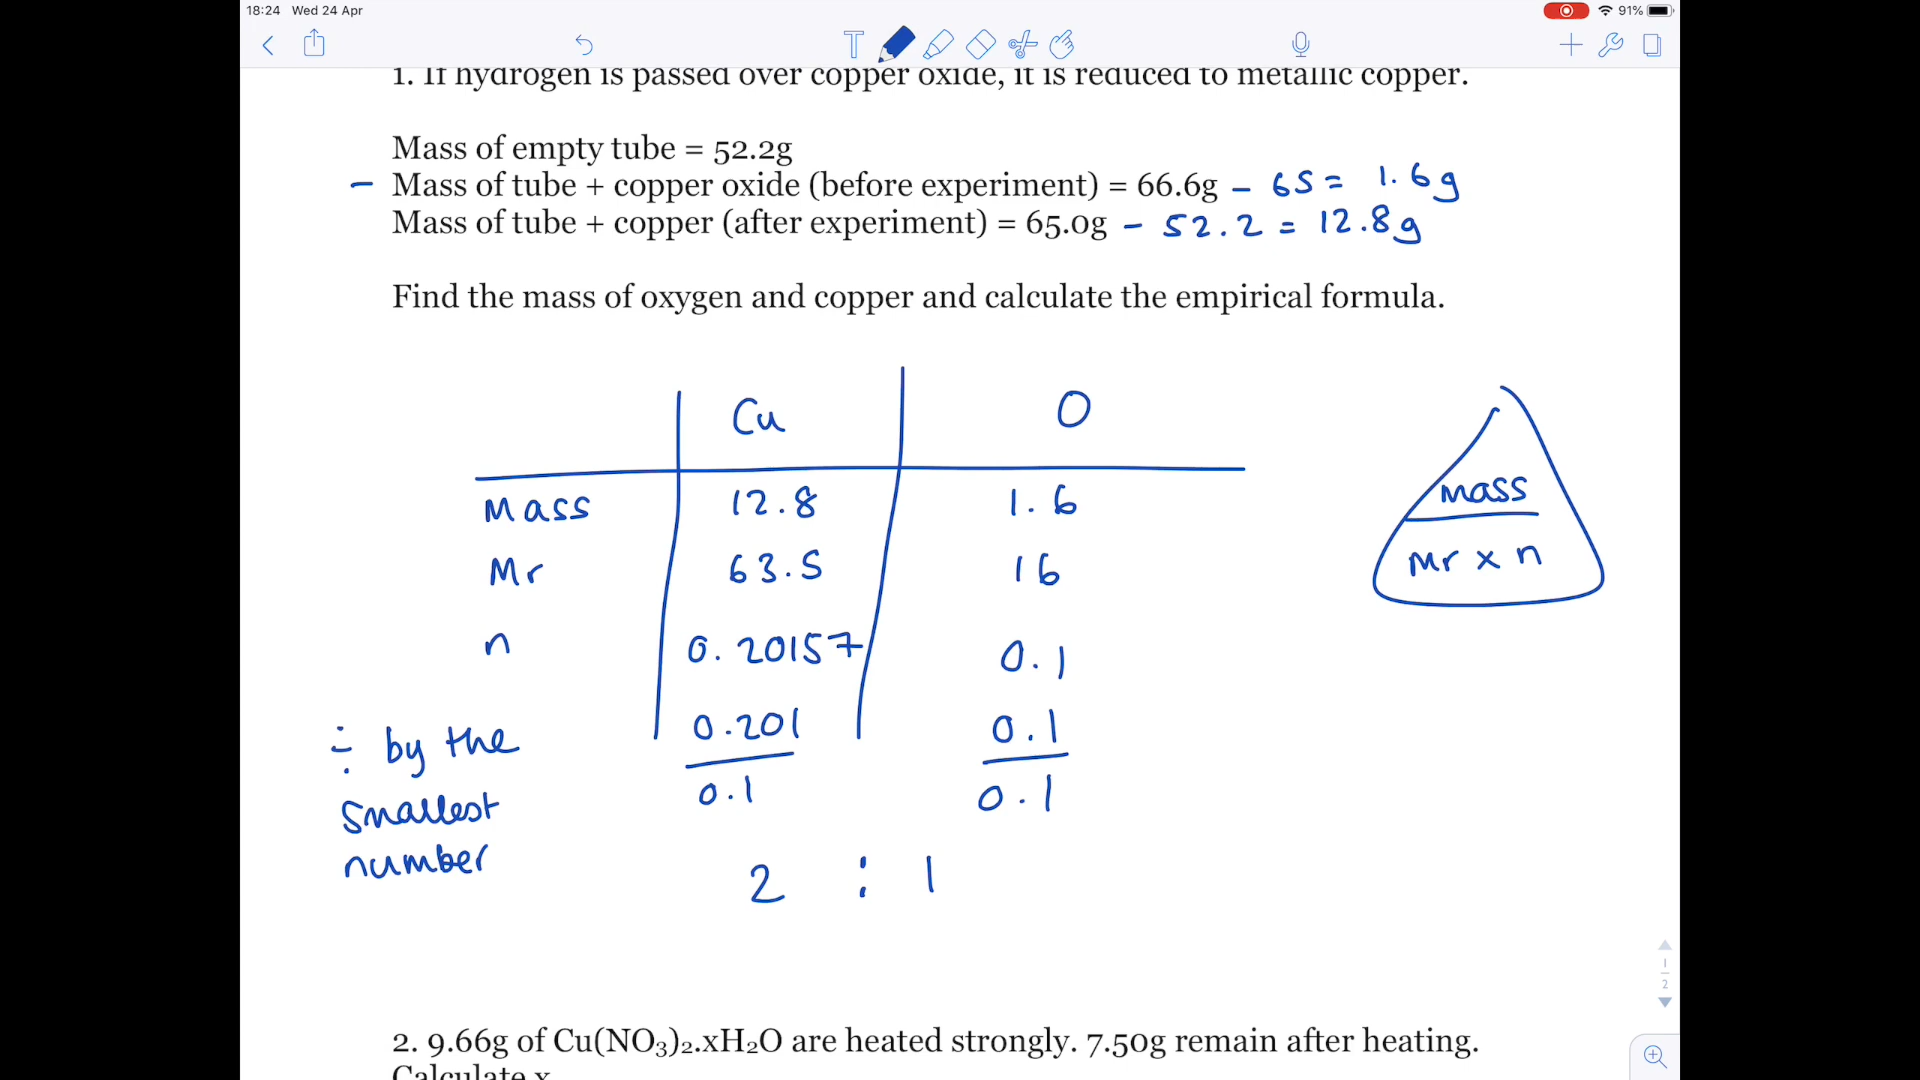 18:24 Wed 24 Apr
91%
T
1. If hydrogen is passed over copper oxide, it is reduced to metallic copper.
Mass of empty tube = 52.2g
- Mass of tube + copper oxide (before experiment) = 66.6g - 65 = 1.6g
Mass of tube + copper (after experiment) = 65.0g - 52.2 = 12.8g
Find the mass of oxygen and copper and calculate the empirical formula.
Cu O
Mass 12.8 1.6
Mr 63.5 16
n 0.20157 0.1
mass
Mr x n
÷ by the
smallest
number
0.201 0.1
0.1 0.1
2 : 1
1
2
2. 9.66g of Cu(NO3)2.xH2O are heated strongly. 7.50g remain after heating.
Calculate x